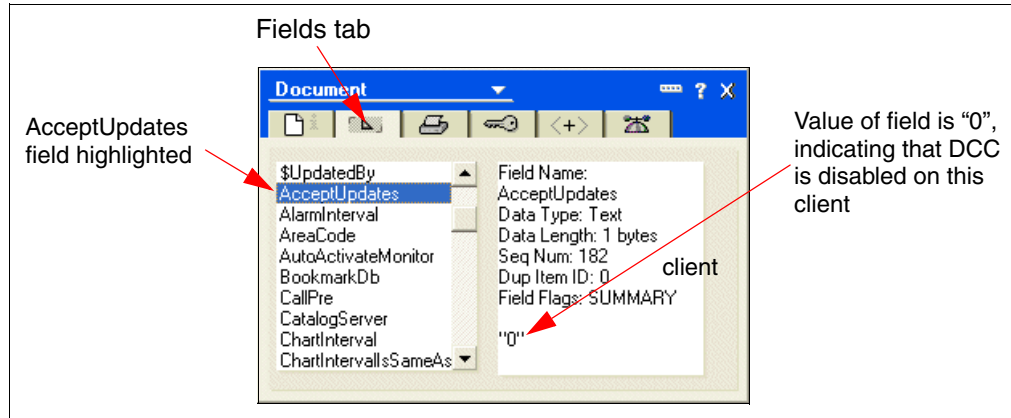 Fields tab
AcceptUpdates
field highlighted
Document
? X
<+>
$UpdatedBy
AcceptUpdates
AlarmInterval
AreaCode
AutoActivateMonitor
BookmarkDb
CallPre
CatalogServer
ChartInterval
ChartIntervalIsSameAs
Field Name:
AcceptUpdates
Data Type: Text
Data Length: 1 bytes
Seq Num: 182
Dup Item ID: 0
Field Flags: SUMMARY
"0"
client
Value of field is “0”,
indicating that DCC
is disabled on this
client